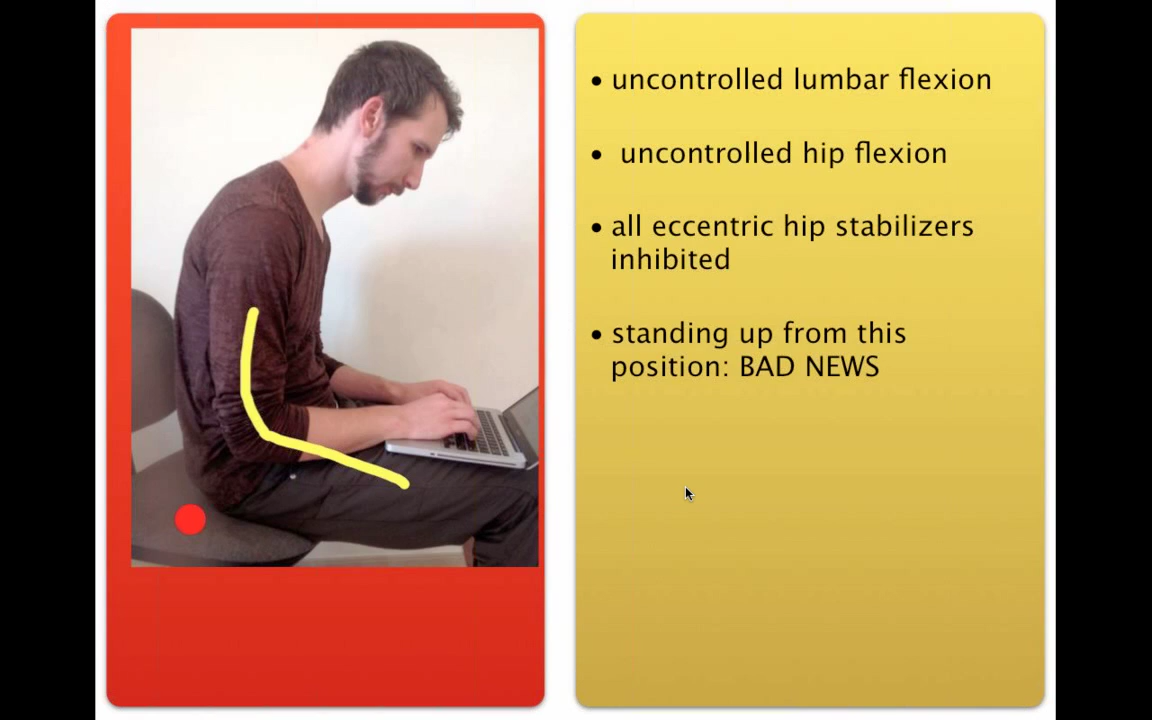 • uncontrolled lumbar flexion
• uncontrolled hip flexion
• all eccentric hip stabilizers
inhibited
• standing up from this
position: BAD NEWS